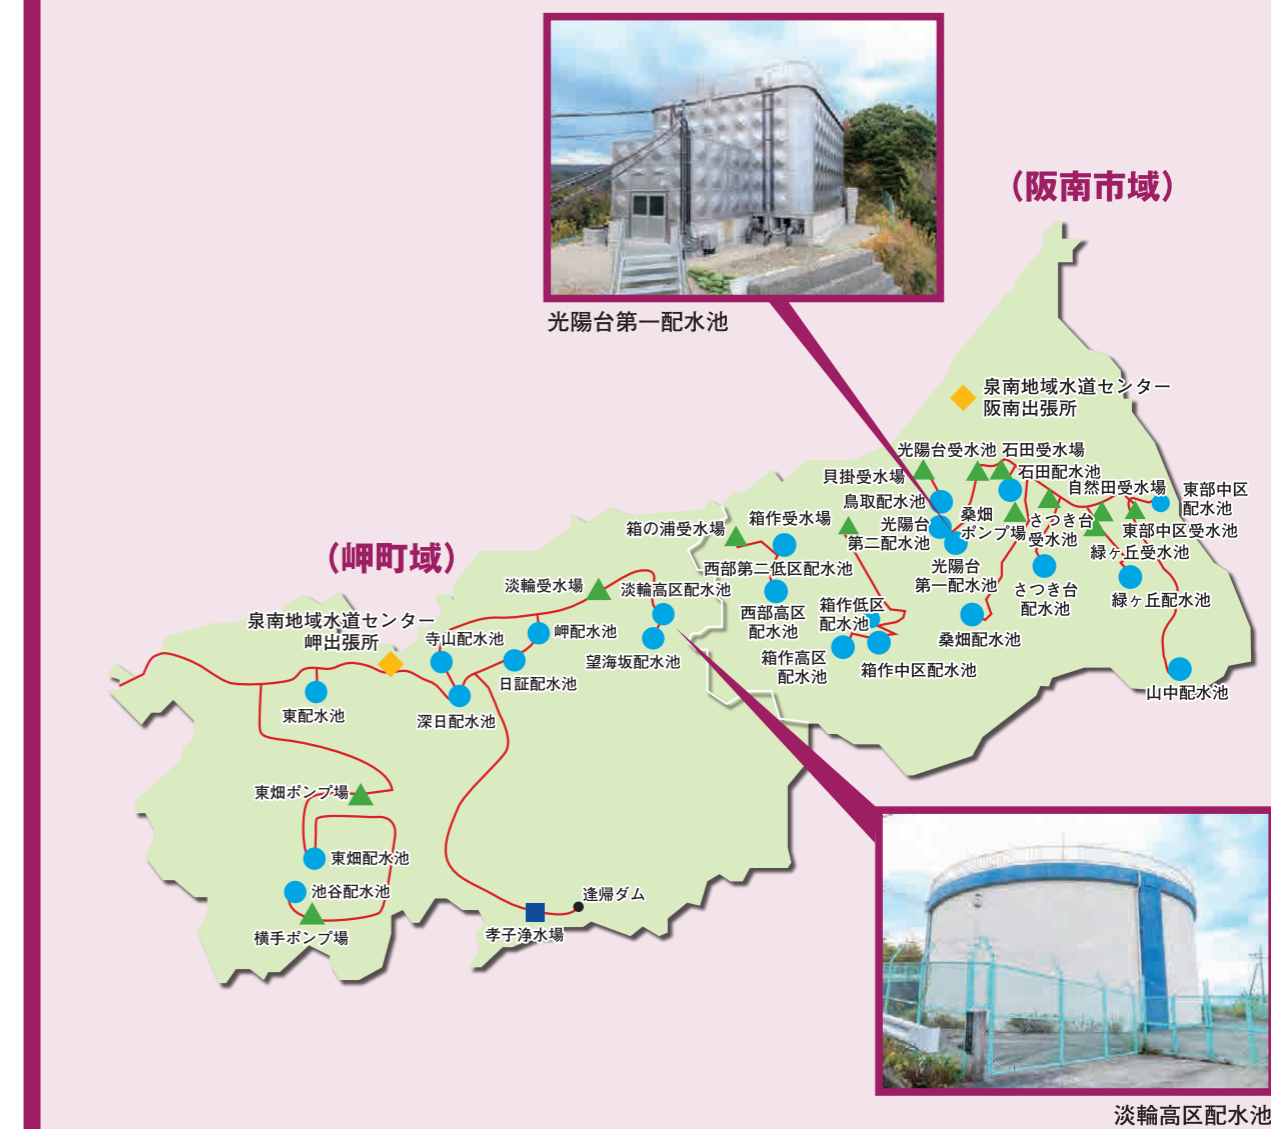 (阪南市域)
光陽台第一配水池
泉南地域水道センター
阪南出張所
光陽台受水池
石田受水場
貝掛受水場
石田配水池
自然田受水場
東部中区
配水池
鳥取配水池
箱の浦受水場
箱作受水場
光陽台
第二配水池
桑畑
ポンプ場
さつき台
受水池
東部中区受水池
緑ヶ丘受水池
(岬町域)
西部第二低区配水池
光陽台
第一配水池
さつき台
配水池
緑ヶ丘配水池
淡輪受水場
淡輪高区配水池
西部高区
配水池
箱作低区
配水池
桑畑配水池
泉南地域水道センター
岬出張所
寺山配水池
岬配水池
望海坂配水池
箱作高区
配水池
箱作中区配水池
日証配水池
山中配水池
東配水池
深日配水池
東畑ポンプ場
東畑配水池
池谷配水池
逢帰ダム
横手ポンプ場
孝子浄水場
淡輪高区配水池